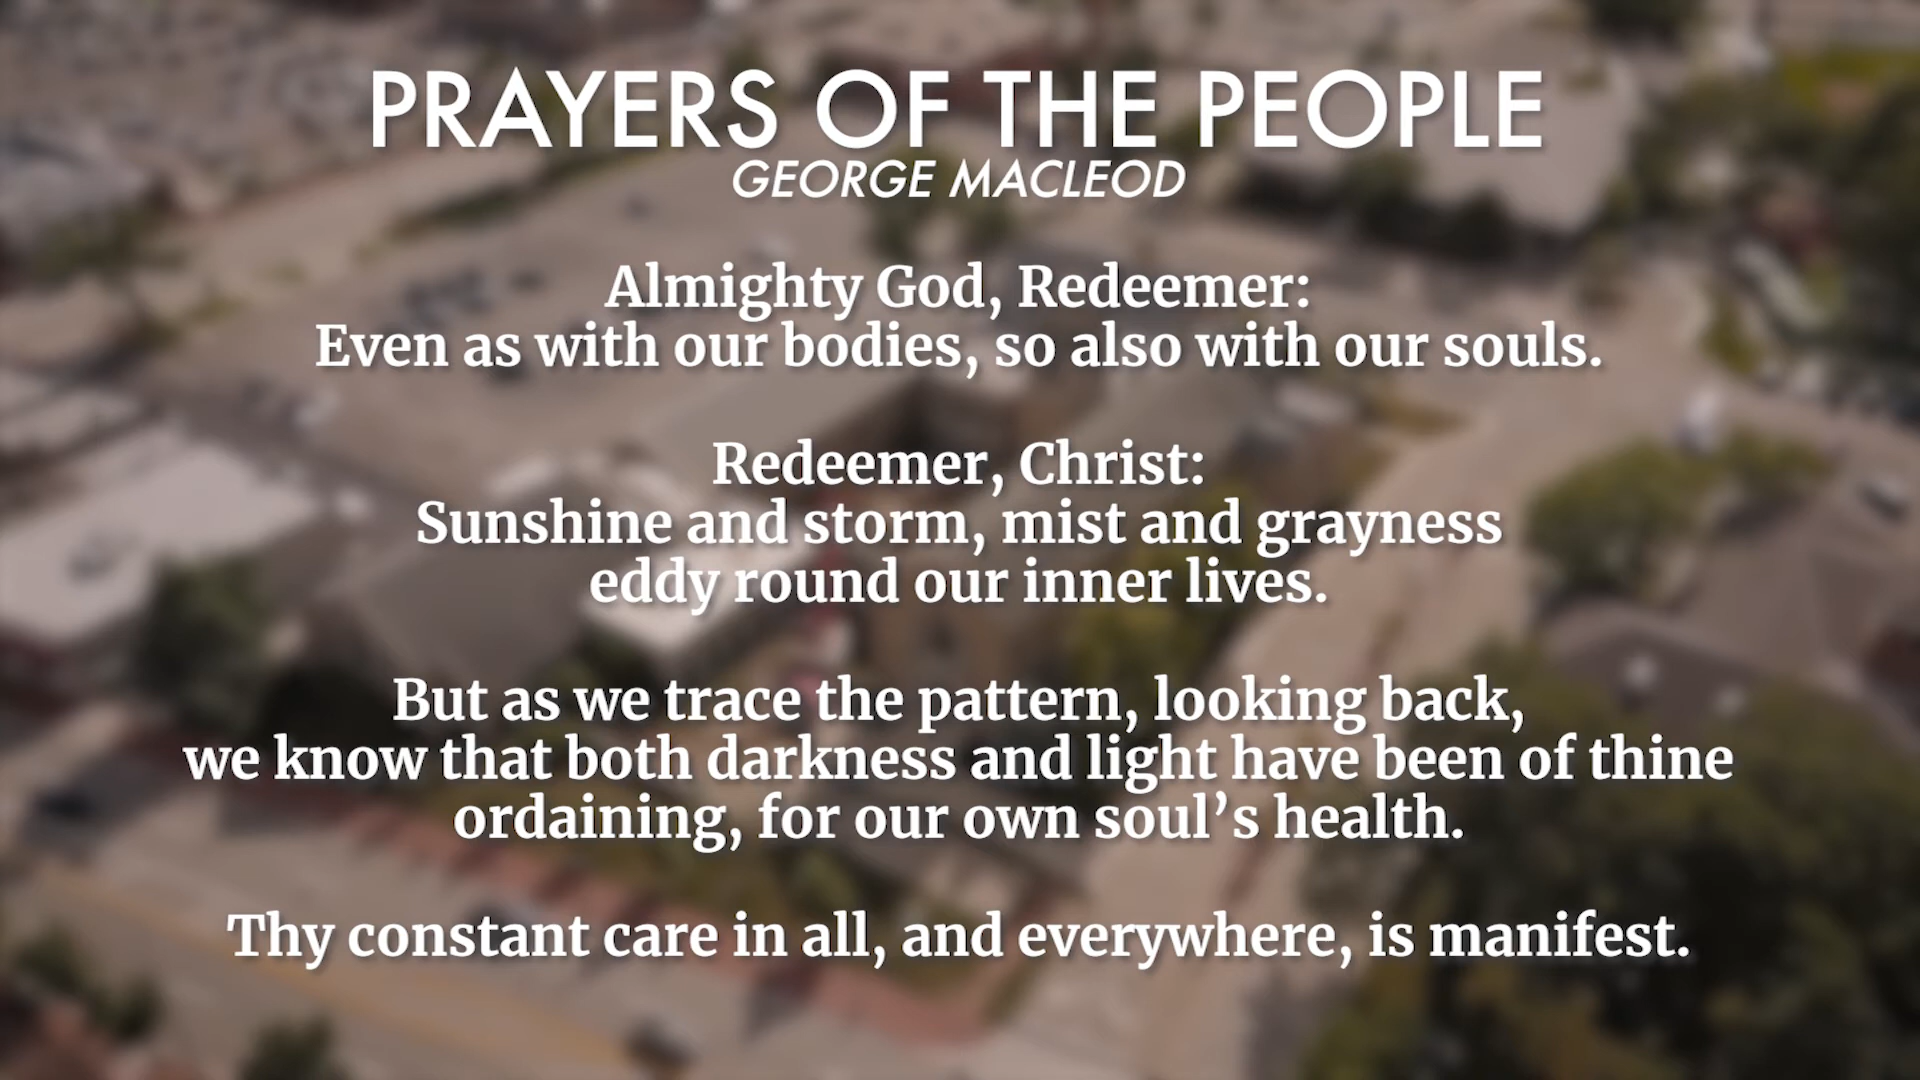 PRAYERS OF THE PEOPLE
GEORGE MACLEOD
Almighty God, Redeemer:
Even as with our bodies, so also with our souls.
Redeemer, Christ:
Sunshine and storm, mist and grayness
eddy round our inner lives.
But as we trace the pattern, looking back,
we know that both darkness and light have been of thine
ordaining, for our own soul’s health.
Thy constant care in all, and everywhere, is manifest.